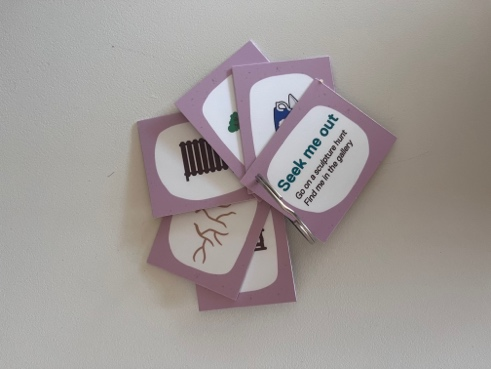 Seek me out
Go on a sculpture hunt
Find me in the gallery